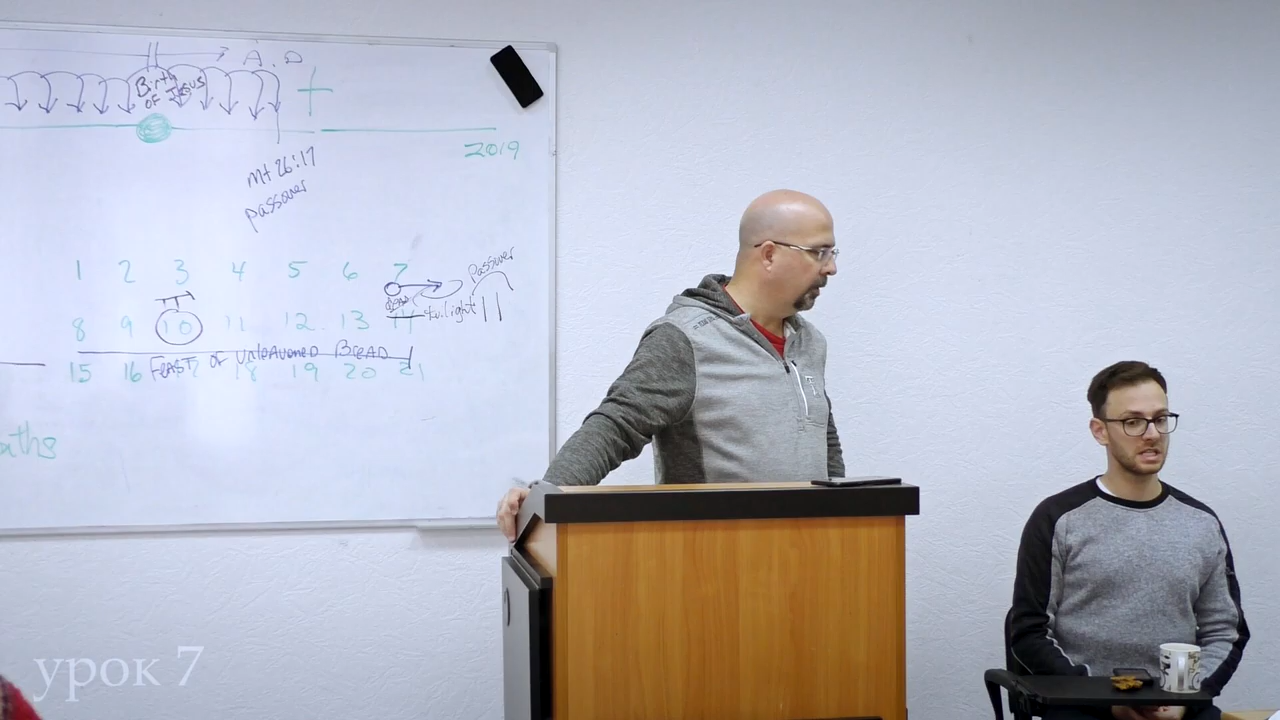 A.D
Birth
of Jesus
2019
mt 26:17
passover
1 2 3 4 5 6 7
Passover
twilight
8 9 10 11 12 13 14
FEAST OF UNLEAVENED BREAD
15 16 17 18 19 20 21
урок 7